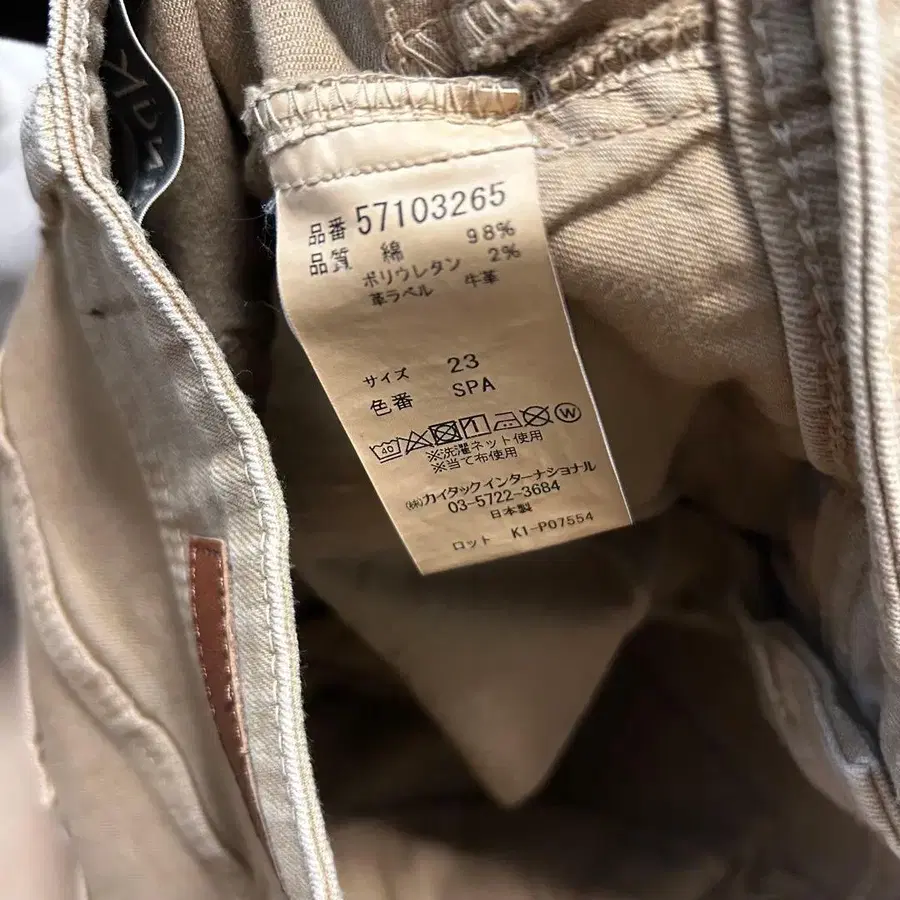 品番 57103265
品質 綿 98%
ポリウレタン 2%
革ラベル 牛革
サイズ 23
色番 SPA
40 W
※洗濯ネット使用
※当て布使用
㈱カイタックインターナショナル
03-5722-3684
日本製
ロット K1-P07554